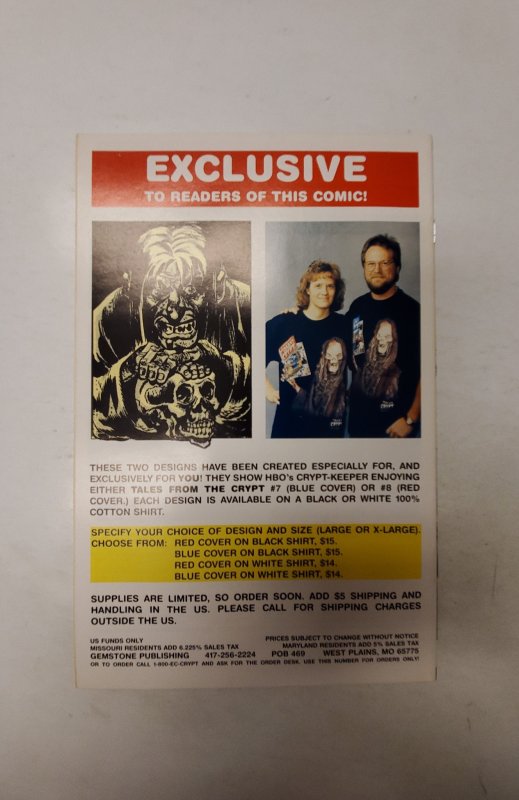 EXCLUSIVE
TO READERS OF THIS COMIC!
THESE TWO DESIGNS HAVE BEEN CREATED ESPECIALLY FOR, AND
EXCLUSIVELY FOR YOU! THEY SHOW HBO's CRYPT-KEEPER ENJOYING
EITHER TALES FROM THE CRYPT #7 (BLUE COVER) OR #8 (RED
COVER.) EACH DESIGN IS AVAILABLE ON A BLACK OR WHITE 100%
COTTON SHIRT.
SPECIFY YOUR CHOICE OF DESIGN AND SIZE (LARGE OR X-LARGE).
CHOOSE FROM: RED COVER ON BLACK SHIRT, $15.
BLUE COVER ON BLACK SHIRT, $15.
RED COVER ON WHITE SHIRT, $14.
BLUE COVER ON WHITE SHIRT, $14.
SUPPLIES ARE LIMITED, SO ORDER SOON. ADD $5 SHIPPING AND
HANDLING IN THE US. PLEASE CALL FOR SHIPPING CHARGES
OUTSIDE THE US.
US FUNDS ONLY PRICES SUBJECT TO CHANGE WITHOUT NOTICE
MISSOURI RESIDENTS ADD 6.225% SALES TAX MARYLAND RESIDENTS ADD 5% SALES TAX
GEMSTONE PUBLISHING 417-256-2224 POB 469 WEST PLAINS, MO 65775
OR TO ORDER CALL 1-800-EC-CRYPT AND ASK FOR THE ORDER DESK. USE THIS NUMBER FOR ORDERS ONLY!